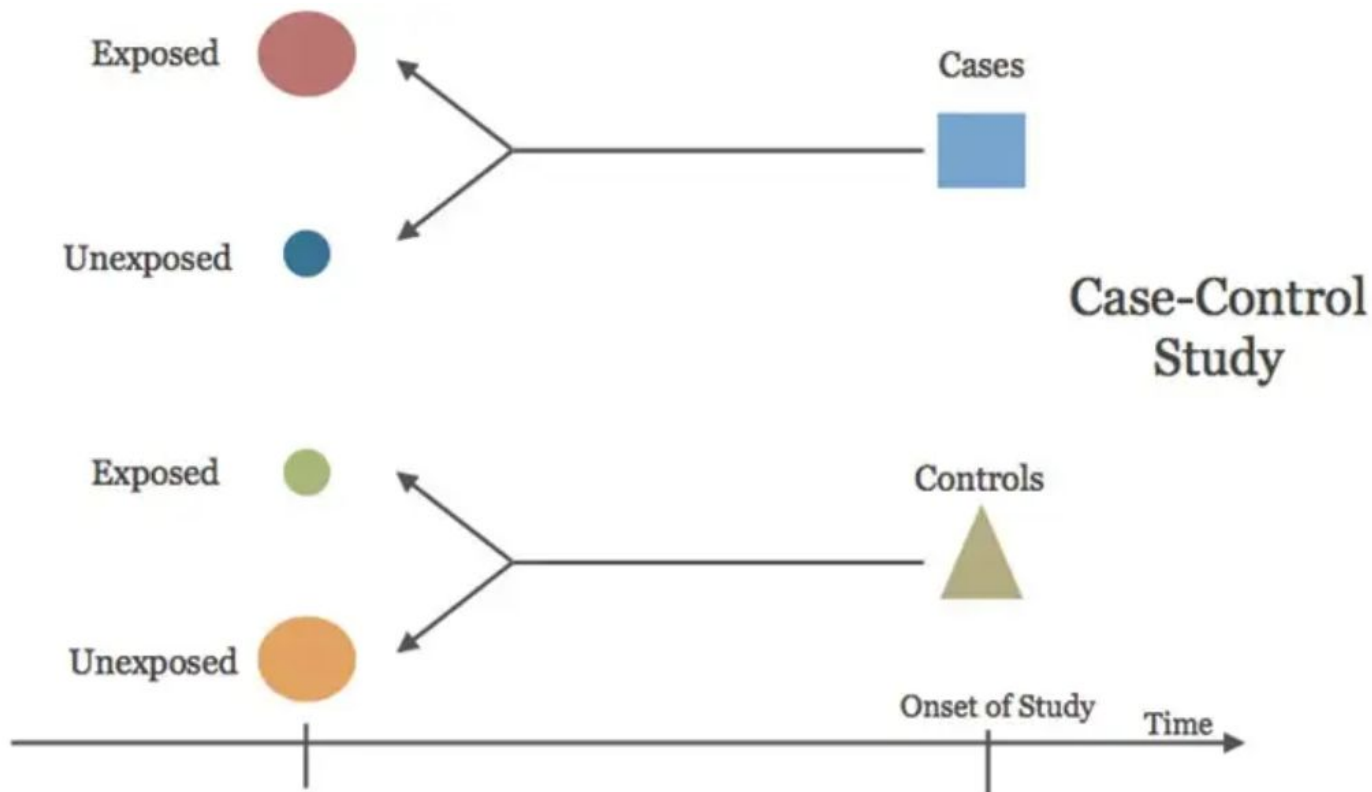 Exposed
Cases
Unexposed
Case-Control
Study
Exposed
Controls
Unexposed
Onset of Study
Time